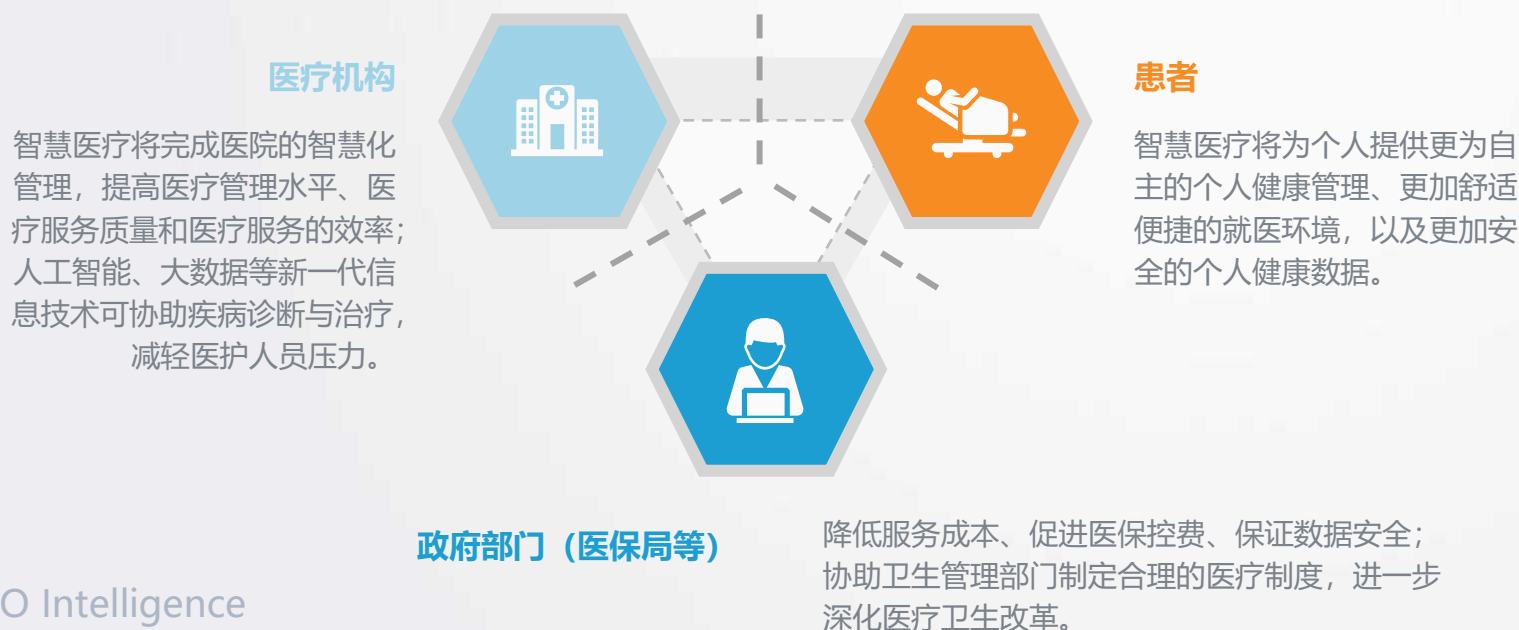 医疗机构
智慧医疗将完成医院的智慧化
管理，提高医疗管理水平、医
疗服务质量和医疗服务的效率；
人工智能、大数据等新一代信
息技术可协助疾病诊断与治疗，
减轻医护人员压力。
患者
智慧医疗将为个人提供更为自
主的个人健康管理、更加舒适
便捷的就医环境，以及更加安
全的个人健康数据。
政府部门（医保局等）
降低服务成本、促进医保控费、保证数据安全；
协助卫生管理部门制定合理的医疗制度，进一步
深化医疗卫生改革。
O Intelligence